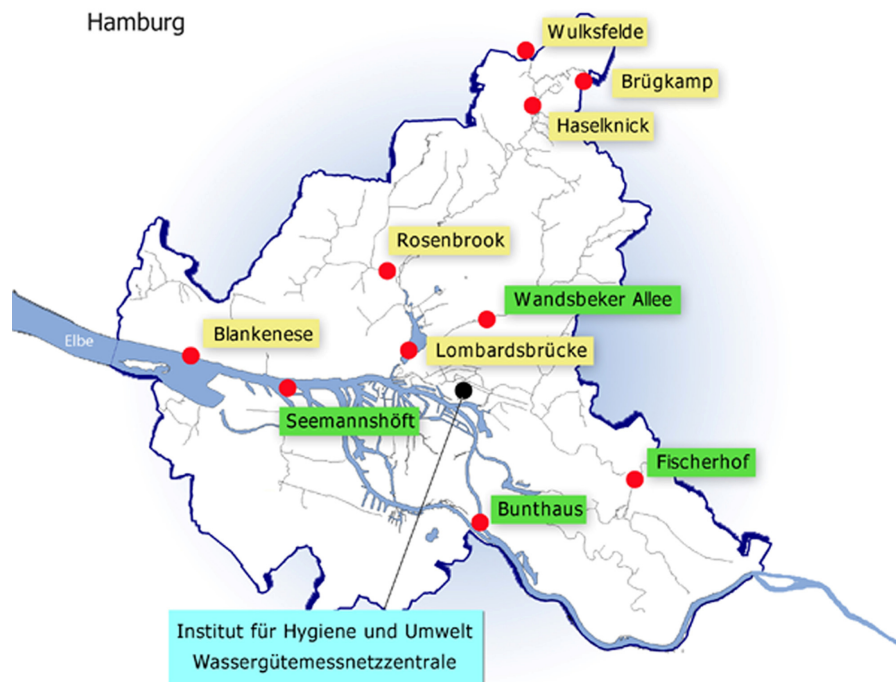 Hamburg
Wulksfelde
Brügkamp
Haselknick
Rosenbrook
Wandsbeker Allee
Blankenese
Elbe
Lombardsbrücke
Seemannshöft
Fischerhof
Bunthaus
Institut für Hygiene und Umwelt
Wassergütemessnetzzentrale